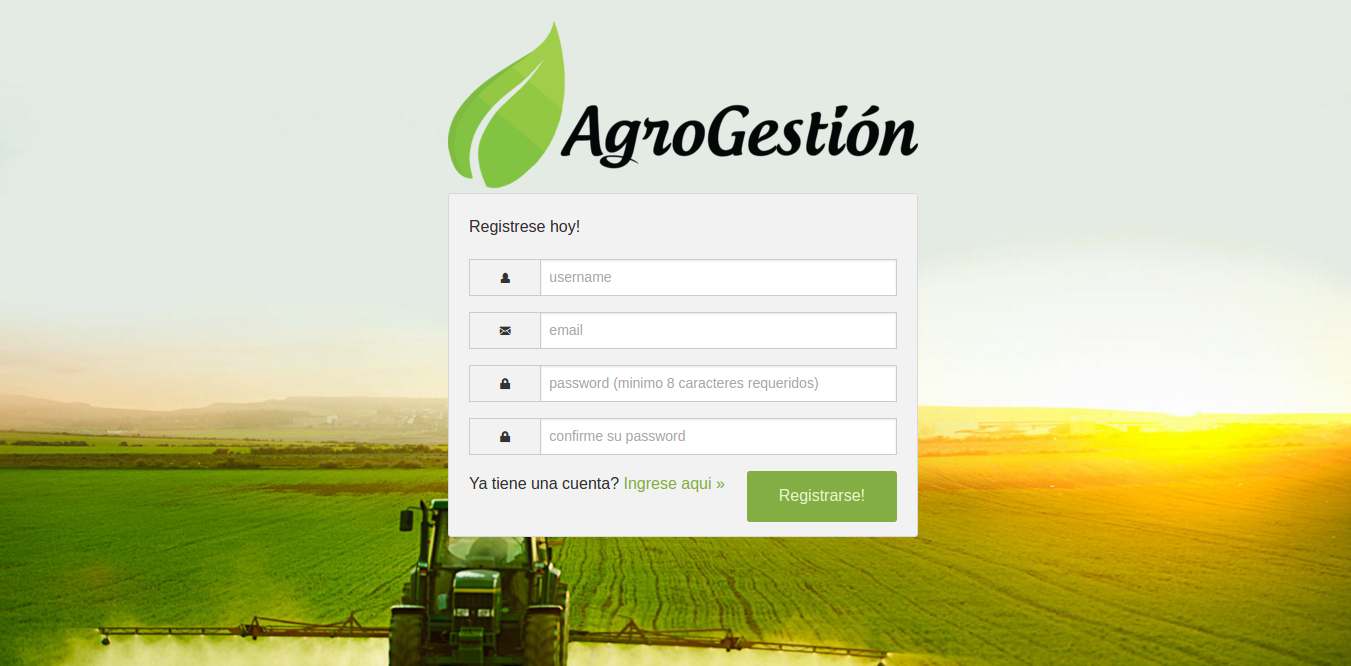 AgroGestión
Registrese hoy!
username
email
password (minimo 8 caracteres requeridos)
confirme su password
Ya tiene una cuenta? Ingrese aqui »
Registrarse!